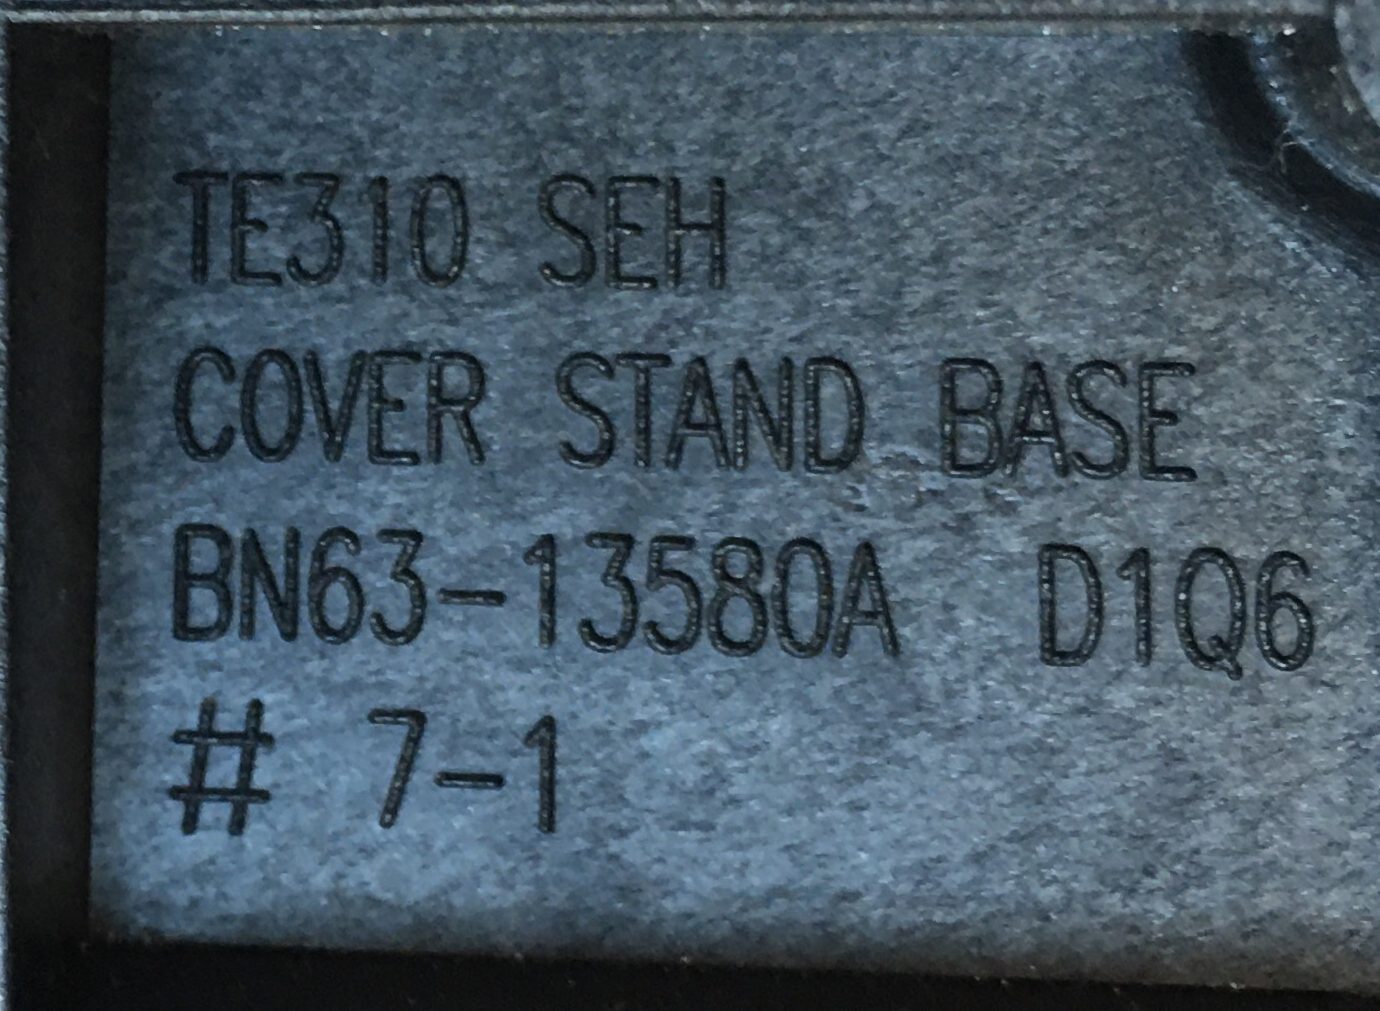 TE310 SEH
COVER STAND BASE
BN63-13580A D1Q6
# 7-1